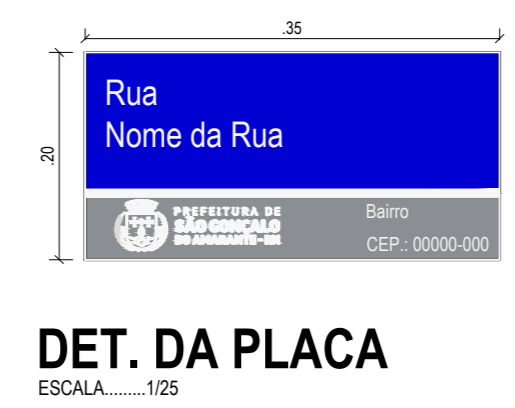 .35
.20
Rua
Nome da Rua
PREFEITURA DE
SÃO GONÇALO
DO AMARANTE-RN
Bairro
CEP.: 00000-000
DET. DA PLACA
ESCALA.........1/25